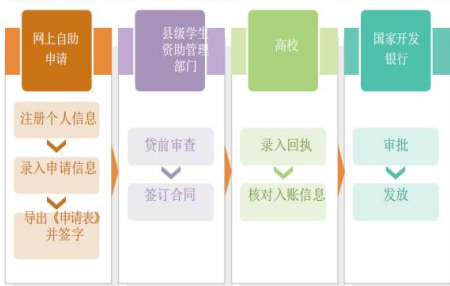 网上自助
申请
注册个人信息
录入申请信息
导出《申请表》
并签字
县级学生
资助管理
部门
贷前审查
签订合同
高校
录入回执
核对入账信息
国家开发
银行
审批
发放